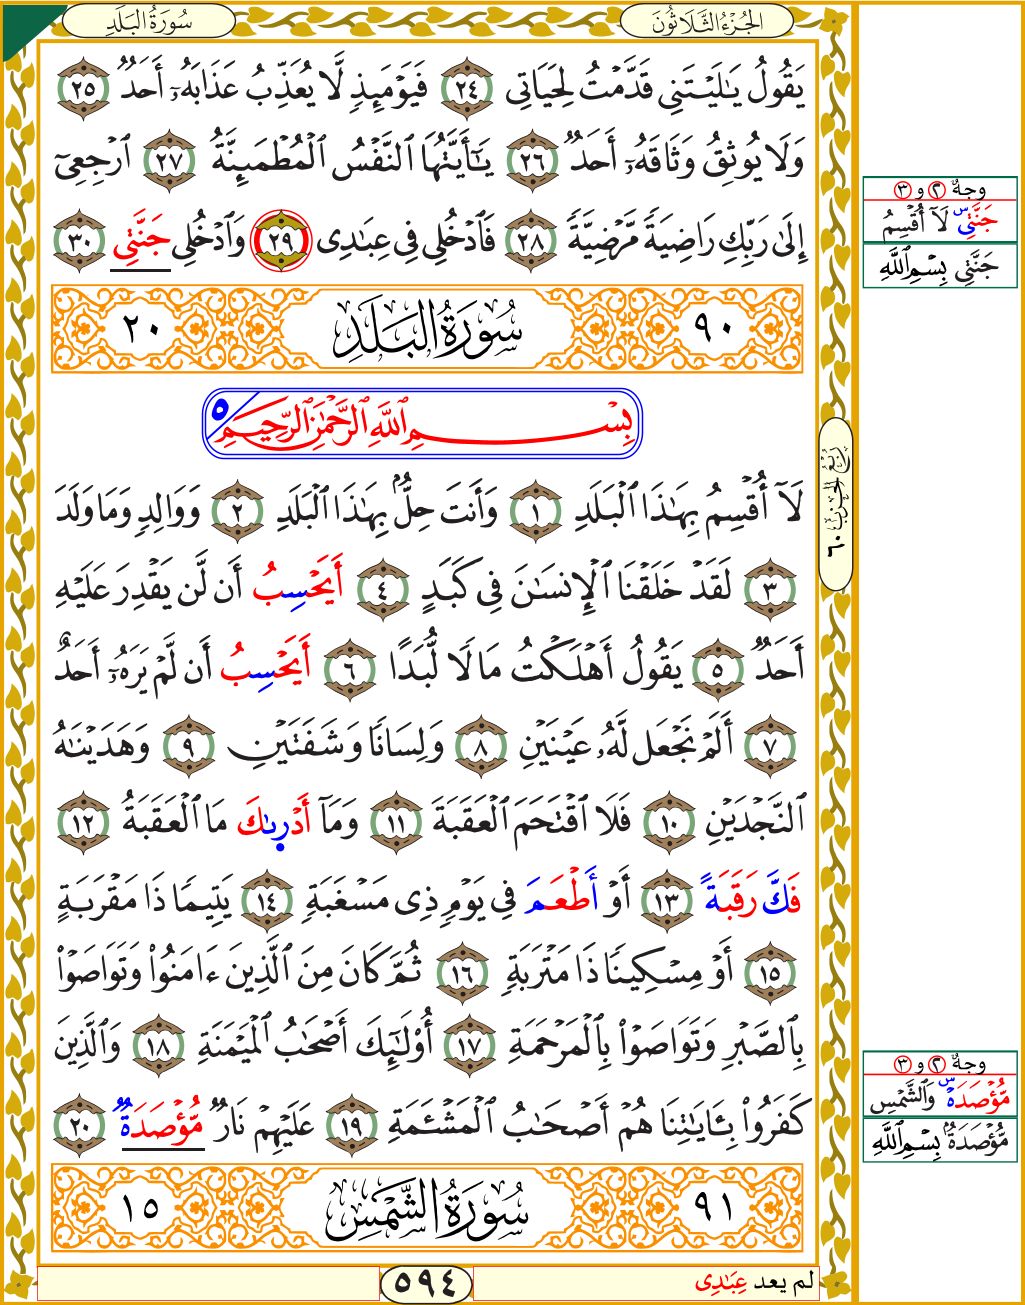 سُورَةُ البَلَدِ
الجُزْءُ الثَّلَاثُونَ
يَقُولُ يَٰلَيْتَنِي قَدَّمْتُ لِحَيَاتِي ٢٤ فَيَوْمَئِذٖ لَّا يُعَذِّبُ عَذَابَهُۥٓ أَحَدٞ ٢٥
وَلَا يُوثِقُ وَثَاقَهُۥٓ أَحَدٞ ٢٦ يَٰٓأَيَّتُهَا ٱلنَّفْسُ ٱلْمُطْمَئِنَّةُ ٢٧ ٱرْجِعِيٓ
إِلَىٰ رَبِّكِ رَاضِيَةٗ مَّرْضِيَّةٗ ٢٨ فَٱدْخُلِي فِي عِبَٰدِي ٢٩ وَٱدْخُلِي جَنَّتِي ٣٠
٩٠ سُورَةُ البَلَدِ ٢٠
بِسْمِ ٱللَّهِ ٱلرَّحْمَٰنِ ٱلرَّحِيمِ ٥
لَآ أُقْسِمُ بِهَٰذَا ٱلْبَلَدِ ١ وَأَنتَ حِلُّۢ بِهَٰذَا ٱلْبَلَدِ ٢ وَوَالِدٖ وَمَا وَلَدَ
٣ لَقَدْ خَلَقْنَا ٱلْإِنسَٰنَ فِي كَبَدٍ ٤ أَيَحْسِبُ أَن لَّن يَقْدِرَ عَلَيْهِ
أَحَدٞ ٥ يَقُولُ أَهْلَكْتُ مَالٗا لُّبَدًا ٦ أَيَحْسِبُ أَن لَّمْ يَرَهُۥٓ أَحَدٌ
٧ أَلَمْ نَجْعَل لَّهُۥ عَيْنَيْنِ ٨ وَلِسَانٗا وَشَفَتَيْنِ ٩ وَهَدَيْنَٰهُ
ٱلنَّجْدَيْنِ ١٠ فَلَا ٱقْتَحَمَ ٱلْعَقَبَةَ ١١ وَمَآ أَدْرَىٰكَ مَا ٱلْعَقَبَةُ ١٢
فَكَّ رَقَبَةً ١٣ أَوْ أَطْعَمَ فِي يَوْمٖ ذِي مَسْغَبَةٖ ١٤ يَتِيمٗا ذَا مَقْرَبَةٍ
١٥ أَوْ مِسْكِينٗا ذَا مَتْرَبَةٖ ١٦ ثُمَّ كَانَ مِنَ ٱلَّذِينَ ءَامَنُواْ وَتَوَاصَوْاْ
بِٱلصَّبْرِ وَتَوَاصَوْاْ بِٱلْمَرْحَمَةِ ١٧ أُوْلَٰٓئِكَ أَصْحَٰبُ ٱلْمَيْمَنَةِ ١٨ وَٱلَّذِينَ
كَفَرُواْ بِـَٔايَٰتِنَا هُمْ أَصْحَٰبُ ٱلْمَشْـَٔمَةِ ١٩ عَلَيْهِمْ نَارٞ مُّؤْصَدَةُۢ ٢٠
٩١ سُورَةُ الشَّمْسِ ١٥
لم يعد عِبَٰدِي
٥٩٤
رُبْعُ الحِزْبِ ٦٠
وجهٌ ٢ و ٣
جَنَّتِي س لَآ أُقْسِمُ
جَنَّتِي بِسْمِ ٱللَّهِ
وجهٌ ٢ و ٣
مُّؤْصَدَةٞ س وَٱلشَّمْسِ
مُّؤْصَدَةُۢ بِسْمِ ٱللَّهِ